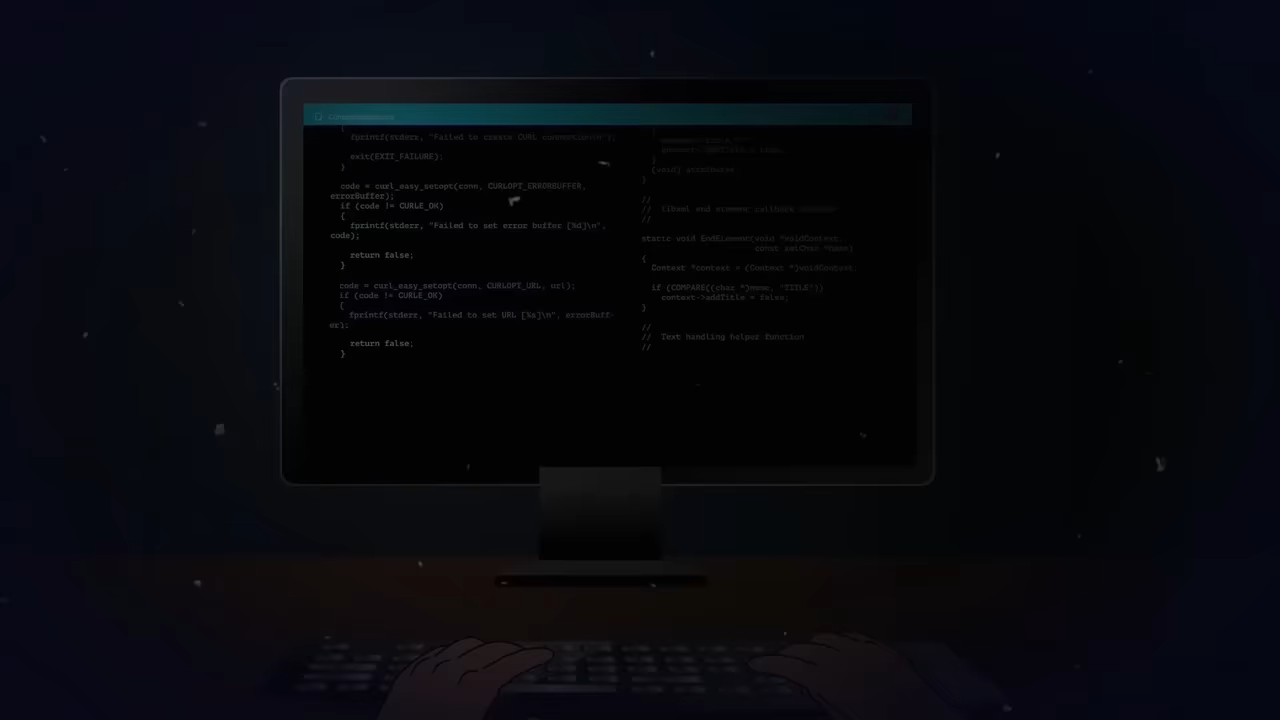 {
fprintf(stderr, "Failed to create CURL connection\n");
exit(EXIT_FAILURE);
}
code = curl_easy_setopt(conn, CURLOPT_ERRORBUFFER,
errorBuffer);
if (code != CURLE_OK)
{
fprintf(stderr, "Failed to set error buffer [%d]\n",
code);
return false;
}
code = curl_easy_setopt(conn, CURLOPT_URL, url);
if (code != CURLE_OK)
{
fprintf(stderr, "Failed to set URL [%s]\n", errorBuff-
er);
return false;
}
}
(void) attributes;
}
//
// libxml end element callback
//
static void EndElement(void *voidContext,
const xmlChar *name)
{
Context *context = (Context *)voidContext;
if (COMPARE((char *)name, "TITLE"))
context->addTitle = false;
}
//
// Text handling helper function
//